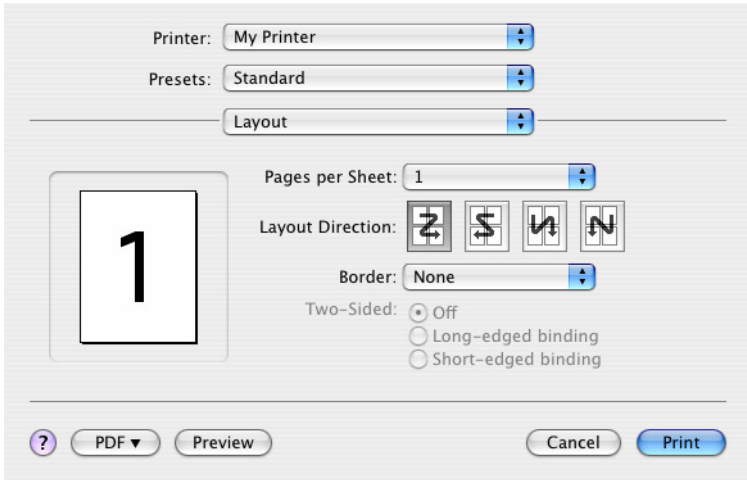 Printer: My Printer
Presets: Standard
Layout
Pages per Sheet: 1
1
Layout Direction:
Border: None
Two-Sided: Off
Long-edged binding
Short-edged binding
? PDF ▼ Preview Cancel Print